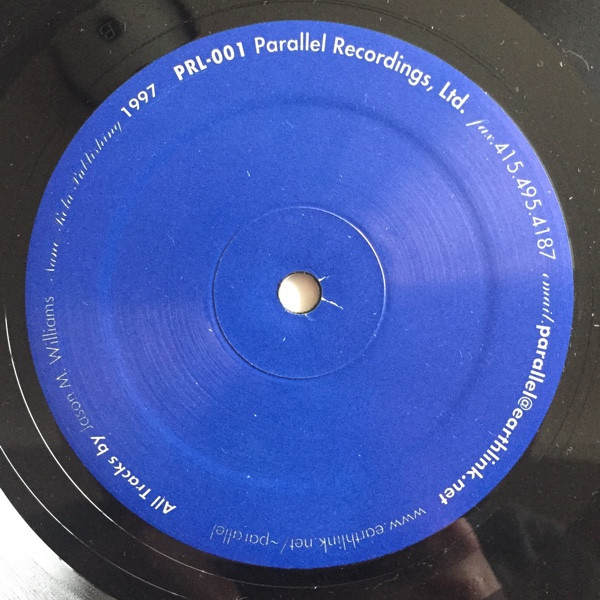 PRL-001 Parallel Recordings, Ltd. fax.415.495.4187 email.parallel@earthlink.net www.earthlink.net/~parallel
All Tracks by Jason M. Williams Publishing 1997